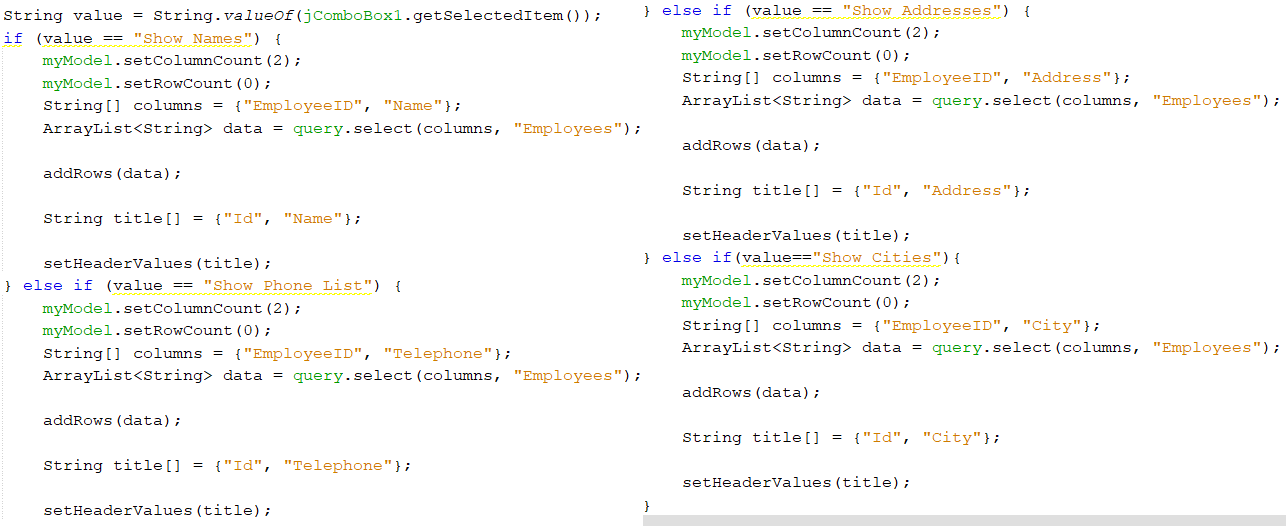 String value = String.valueOf(jComboBox1.getSelectedItem());
if (value == "Show Names") {
    myModel.setColumnCount(2);
    myModel.setRowCount(0);
    String[] columns = {"EmployeeID", "Name"};
    ArrayList<String> data = query.select(columns, "Employees");

    addRows(data);

    String title[] = {"Id", "Name"};

    setHeaderValues(title);
} else if (value == "Show Phone List") {
    myModel.setColumnCount(2);
    myModel.setRowCount(0);
    String[] columns = {"EmployeeID", "Telephone"};
    ArrayList<String> data = query.select(columns, "Employees");

    addRows(data);

    String title[] = {"Id", "Telephone"};

    setHeaderValues(title);
} else if (value == "Show Addresses") {
    myModel.setColumnCount(2);
    myModel.setRowCount(0);
    String[] columns = {"EmployeeID", "Address"};
    ArrayList<String> data = query.select(columns, "Employees");

    addRows(data);

    String title[] = {"Id", "Address"};

    setHeaderValues(title);
} else if(value=="Show Cities"){
    myModel.setColumnCount(2);
    myModel.setRowCount(0);
    String[] columns = {"EmployeeID", "City"};
    ArrayList<String> data = query.select(columns, "Employees");

    addRows(data);

    String title[] = {"Id", "City"};

    setHeaderValues(title);
}